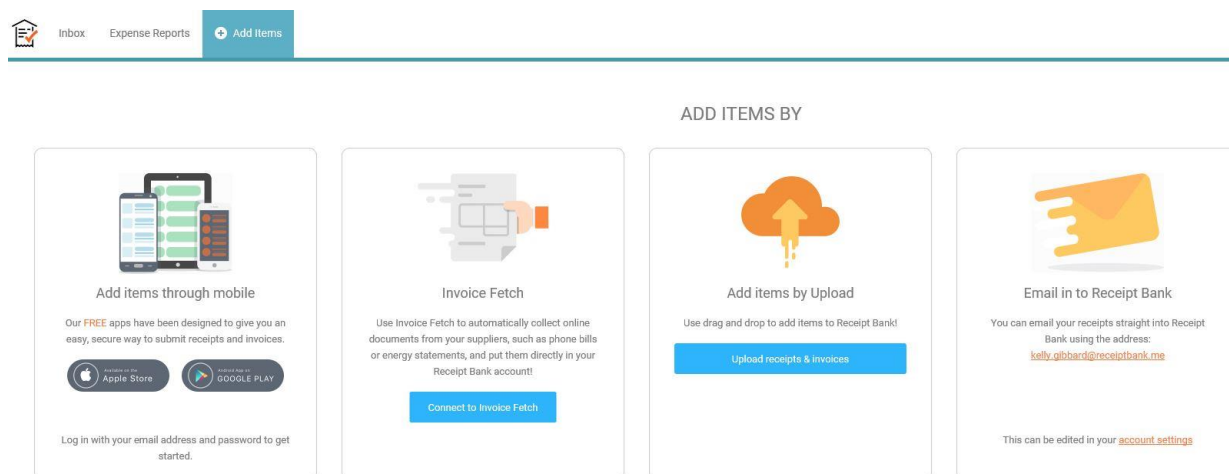 Inbox
Expense Reports
Add Items
ADD ITEMS BY
Add items through mobile
Our FREE apps have been designed to give you an
easy, secure way to submit receipts and invoices.
Available on the
Apple Store
Android App on
GOOGLE PLAY
Log in with your email address and password to get
started.
Invoice Fetch
Use Invoice Fetch to automatically collect online
documents from your suppliers, such as phone bills
or energy statements, and put them directly in your
Receipt Bank account!
Connect to Invoice Fetch
Add items by Upload
Use drag and drop to add items to Receipt Bank!
Upload receipts & invoices
Email in to Receipt Bank
You can email your receipts straight into Receipt
Bank using the address:
kelly.gibbard@receiptbank.me
This can be edited in your account settings